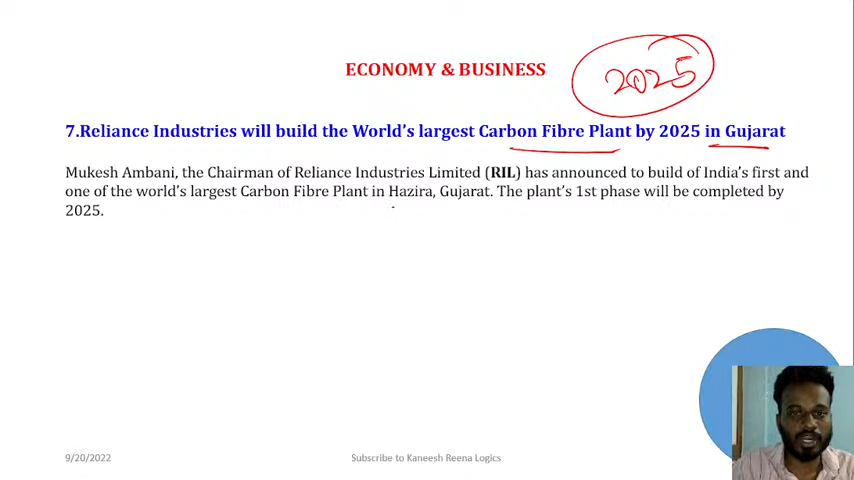 ECONOMY & BUSINESS
2025
7.Reliance Industries will build the World's largest Carbon Fibre Plant by 2025 in Gujarat
Mukesh Ambani, the Chairman of Reliance Industries Limited (RIL) has announced to build of India's first and
one of the world's largest Carbon Fibre Plant in Hazira, Gujarat. The plant's 1st phase will be completed by
2025.
9/20/2022
Subscribe to Kaneesh Reena Logics